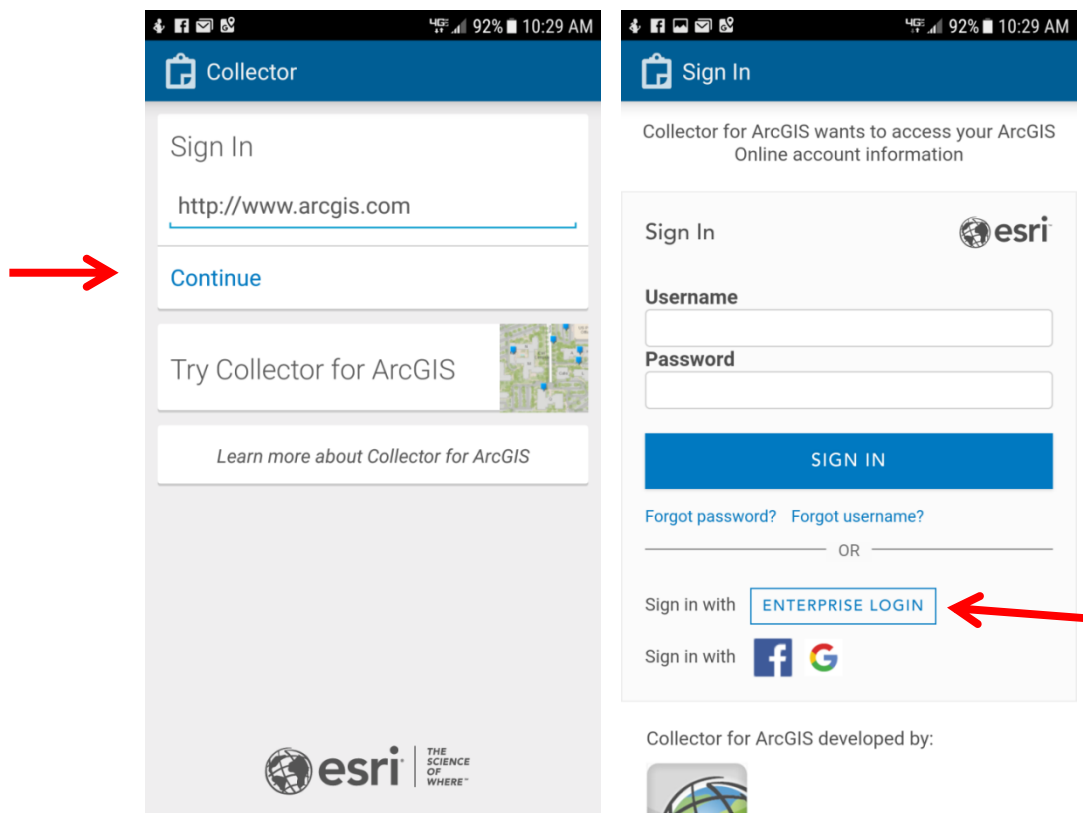 92% 10:29 AM
Collector
Sign In
http://www.arcgis.com
Continue
Try Collector for ArcGIS
Learn more about Collector for ArcGIS
esri
THE
SCIENCE
OF
WHERE™
4G 92% 10:29 AM
Sign In
Collector for ArcGIS wants to access your ArcGIS
Online account information
Sign In esri
Username
Password
SIGN IN
Forgot password? Forgot username?
OR
Sign in with ENTERPRISE LOGIN
Sign in with f G
Collector for ArcGIS developed by: